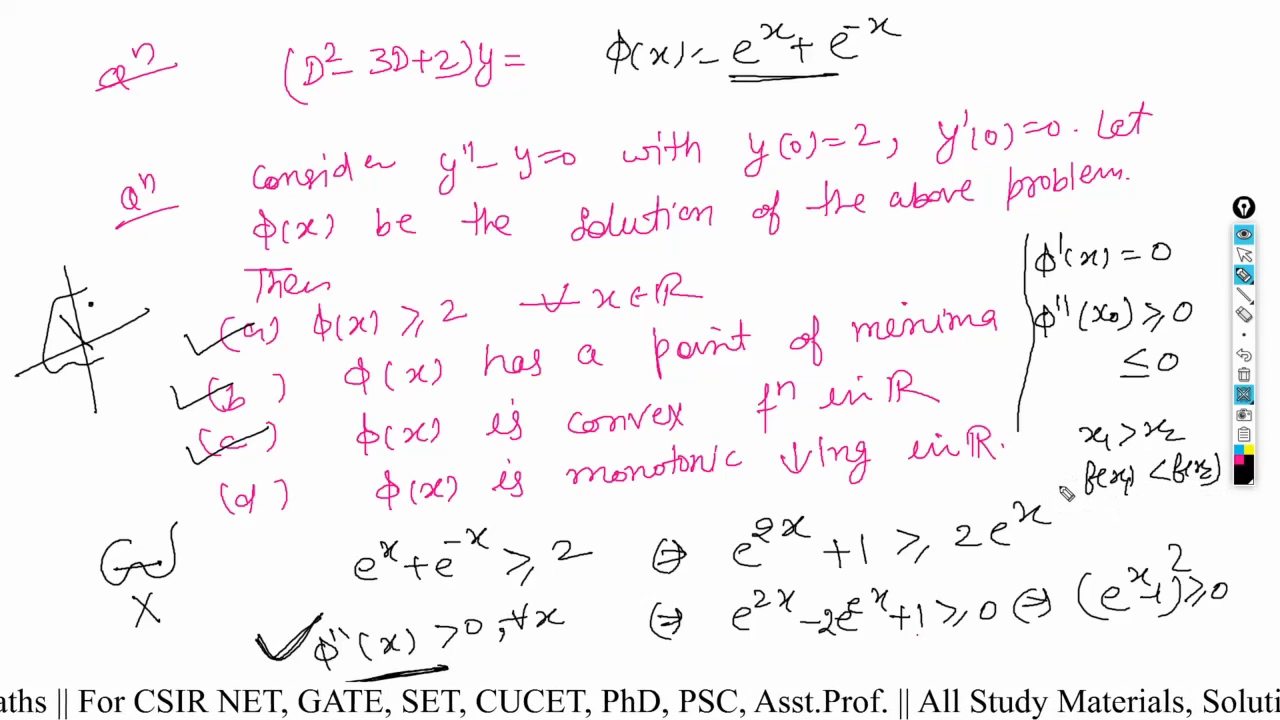 Qⁿ (D² - 3D+2)y = φ(x) = eˣ + e⁻ˣ
Qⁿ Consider y'' - y = 0 with y(0) = 2, y'(0) = 0. Let
φ(x) be the solution of the above problem.
Then
(a) φ(x) ≥ 2 ∀ x ∈ ℝ
(b) φ(x) has a point of minima
(c) φ(x) is convex fⁿ in ℝ
(d) φ(x) is monotonic ↓ing in ℝ.
φ'(x) = 0
φ''(x₀) ≥ 0
≤ 0
x₁ > x₂
f(x₁) < f(x₂)
eˣ + e⁻ˣ ≥ 2 ⇔ e²ˣ + 1 ≥ 2eˣ
⇔ e²ˣ - 2eˣ + 1 ≥ 0 ⇔ (eˣ - 1)² ≥ 0
X
φ''(x) > 0, ∀x
aths || For CSIR NET, GATE, SET, CUCET, PhD, PSC, Asst.Prof. || All Study Materials, Soluti